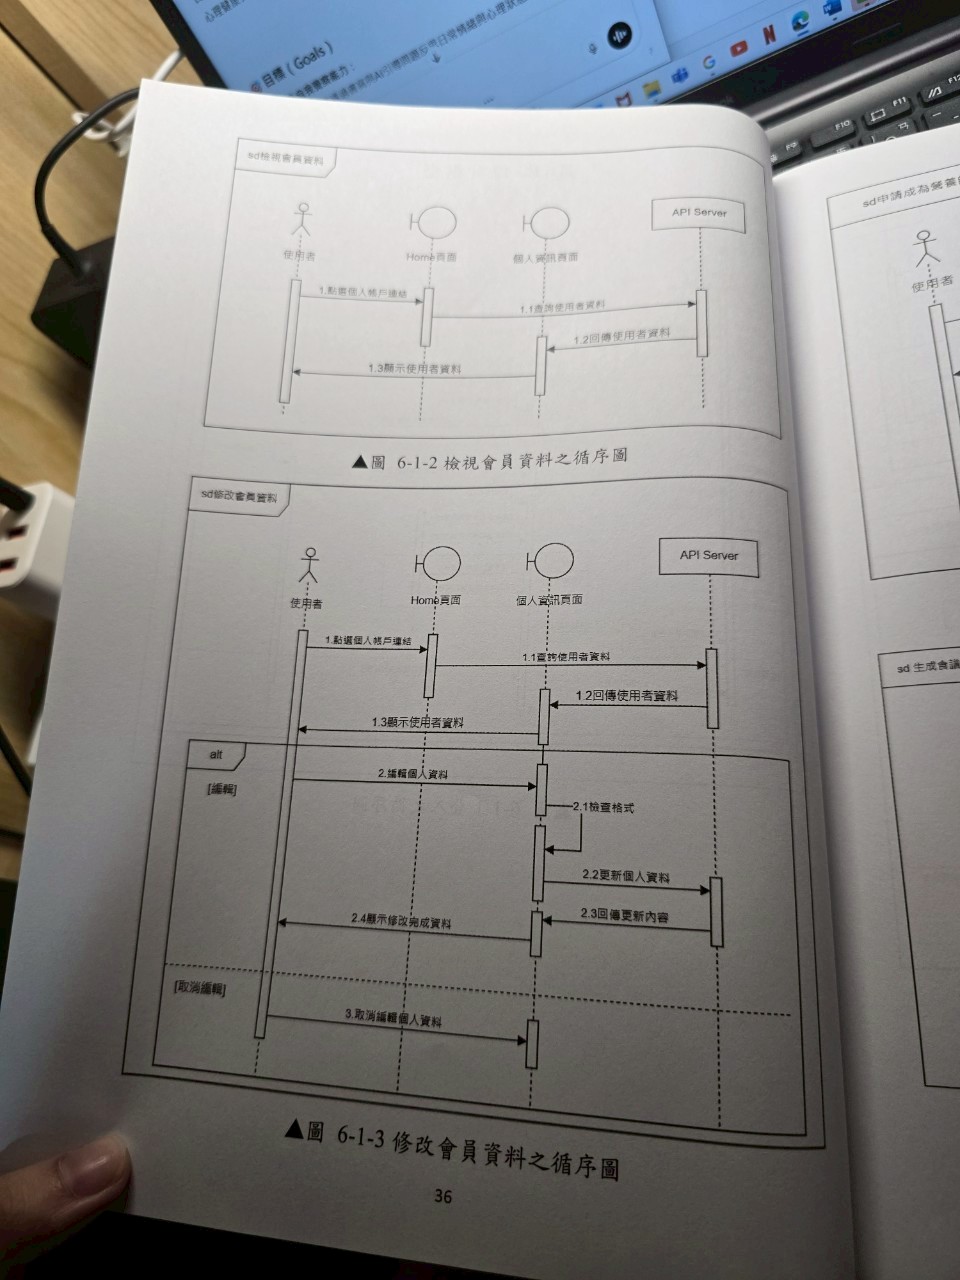 目標（Goals）
F10
F11
F12
sd檢視會員資料
使用者
Home頁面
個人資訊頁面
API Server
1.點選個人帳戶連結
1.1查詢使用者資料
1.2回傳使用者資料
1.3顯示使用者資料
▲圖 6-1-2 檢視會員資料之循序圖
sd修改會員資料
使用者
Home頁面
個人資訊頁面
API Server
1.點選個人帳戶連結
1.1查詢使用者資料
1.2回傳使用者資料
1.3顯示使用者資料
alt
[編輯]
2.編輯個人資料
2.1檢查格式
2.2更新個人資料
2.3回傳更新內容
2.4顯示修改完成資料
[取消編輯]
3.取消編輯個人資料
▲圖 6-1-3 修改會員資料之循序圖
36
sd申請成為營養
使用者
sd 生成食譜